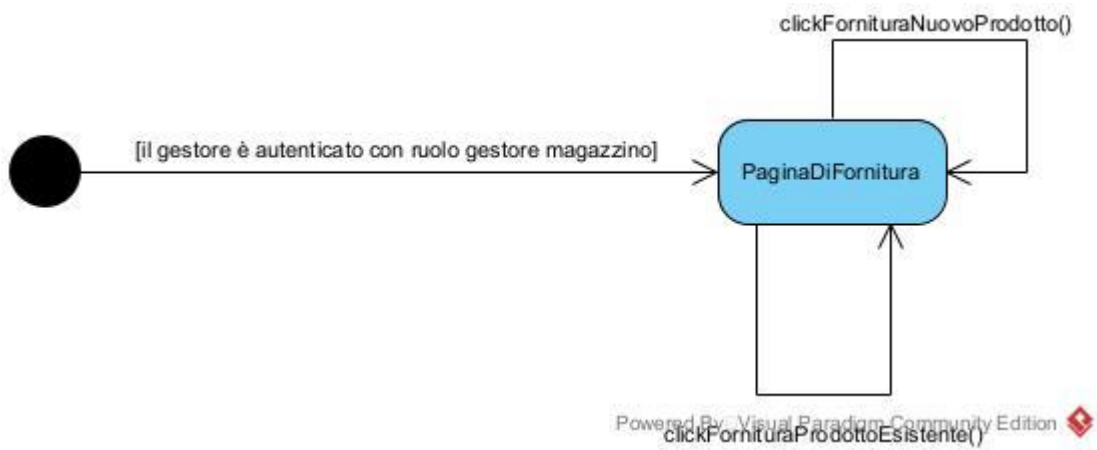 clickFornituraNuovoProdotto()
[il gestore è autenticato con ruolo gestore magazzino]
PaginaDiFornitura
Powered By Visual Paradigm Community Edition
clickFornituraProdottoEsistente()